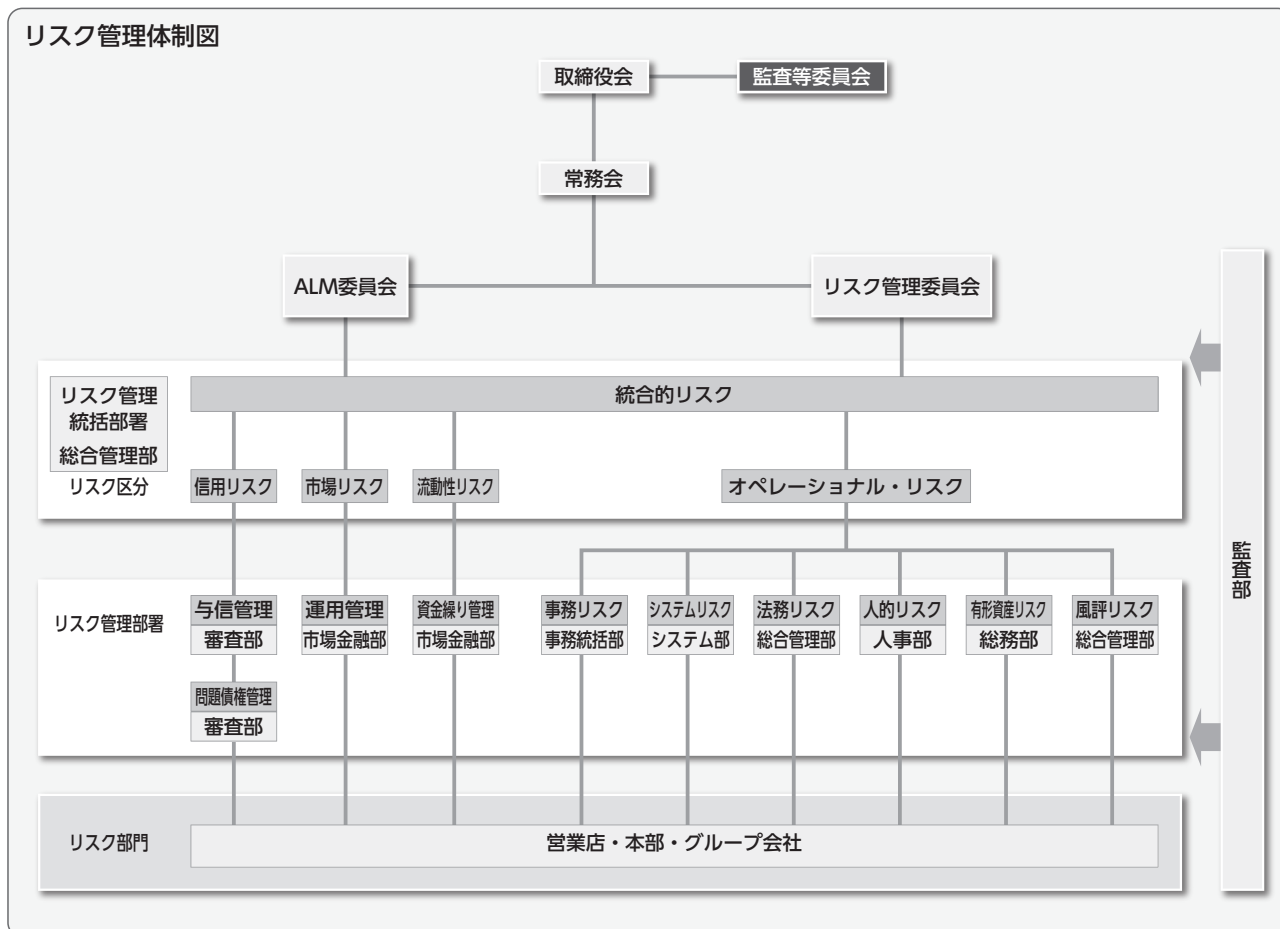 リスク管理体制図
取締役会
監査等委員会
常務会
ALM委員会
リスク管理委員会
リスク管理
統括部署
総合管理部
統合的リスク
リスク区分
信用リスク
市場リスク
流動性リスク
オペレーショナル・リスク
監査部
リスク管理部署
与信管理
審査部
運用管理
市場金融部
資金繰り管理
市場金融部
事務リスク
事務統括部
システムリスク
システム部
法務リスク
総合管理部
人的リスク
人事部
有形資産リスク
総務部
風評リスク
総合管理部
問題債権管理
審査部
リスク部門
営業店・本部・グループ会社